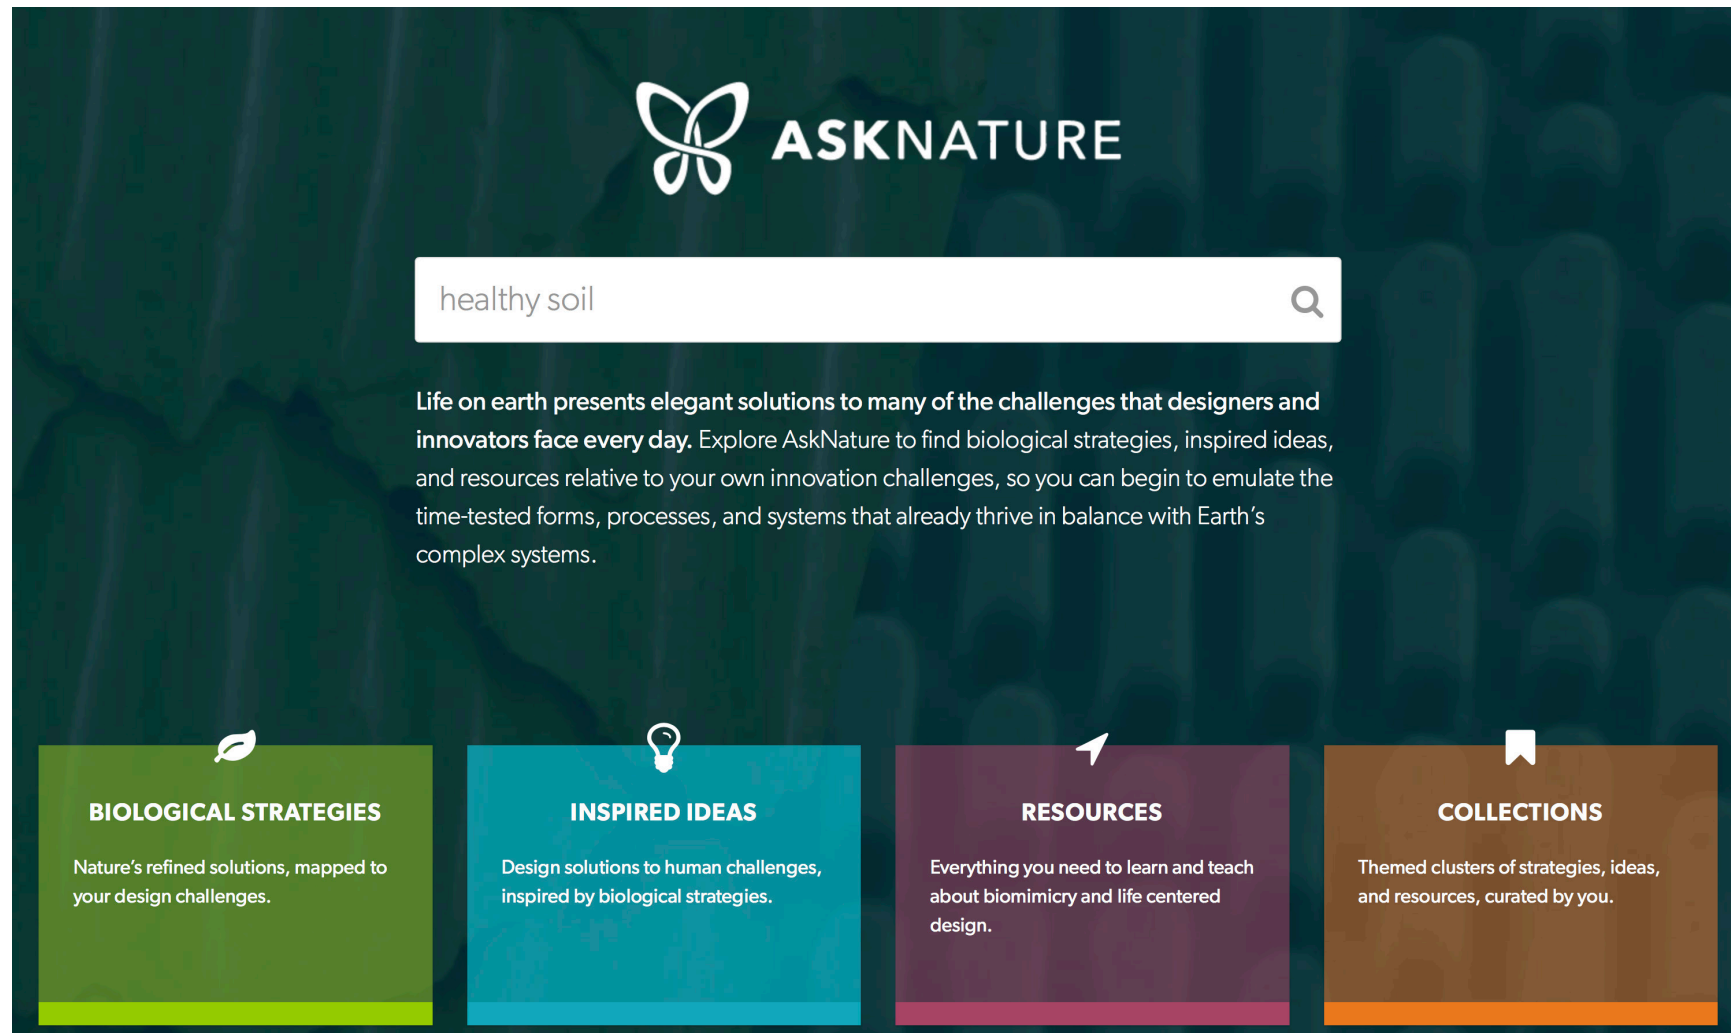 ASKNATURE
healthy soil
Life on earth presents elegant solutions to many of the challenges that designers and
innovators face every day. Explore AskNature to find biological strategies, inspired ideas,
and resources relative to your own innovation challenges, so you can begin to emulate the
time-tested forms, processes, and systems that already thrive in balance with Earth's
complex systems.
BIOLOGICAL STRATEGIES
Nature's refined solutions, mapped to
your design challenges.
INSPIRED IDEAS
Design solutions to human challenges,
inspired by biological strategies.
RESOURCES
Everything you need to learn and teach
about biomimicry and life centered
design.
COLLECTIONS
Themed clusters of strategies, ideas,
and resources, curated by you.